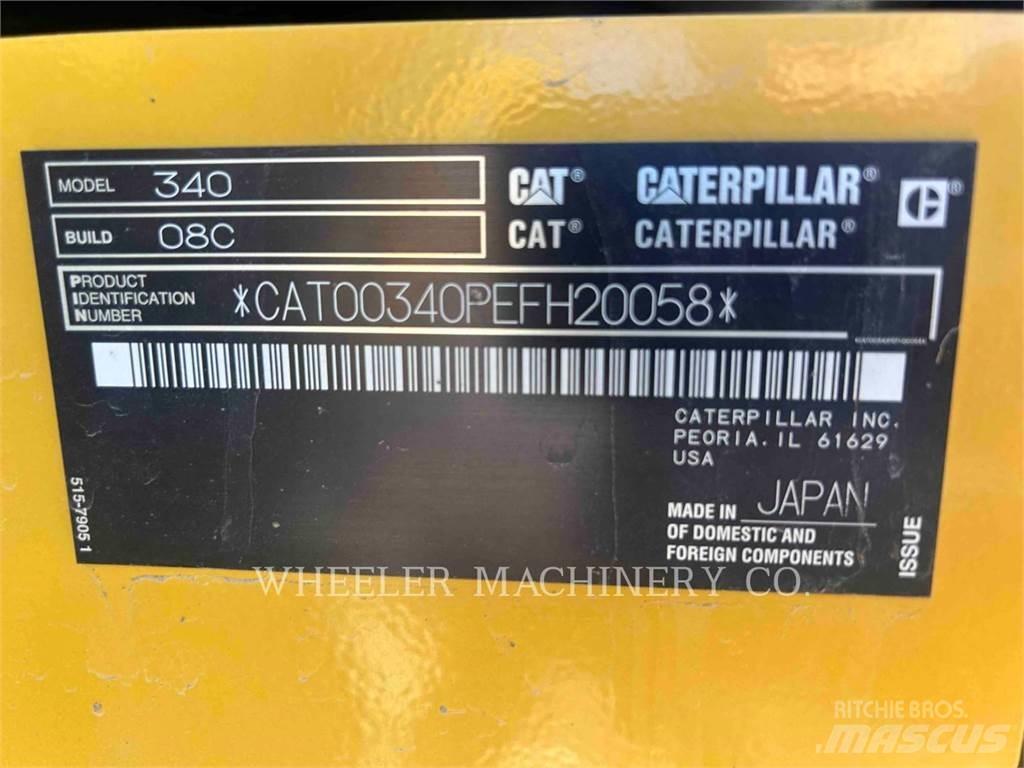 MODEL 340
CAT® CATERPILLAR®
BUILD 08C
CAT® CATERPILLAR®
PRODUCT
IDENTIFICATION
NUMBER
*CAT00340PEFH20058*
CATERPILLAR INC.
PEORIA. IL 61629
USA
MADE IN JAPAN
OF DOMESTIC AND
FOREIGN COMPONENTS
515-7905 1
ISSUE
WHEELER MACHINERY CO.
RITCHIE BROS.
MASCUS